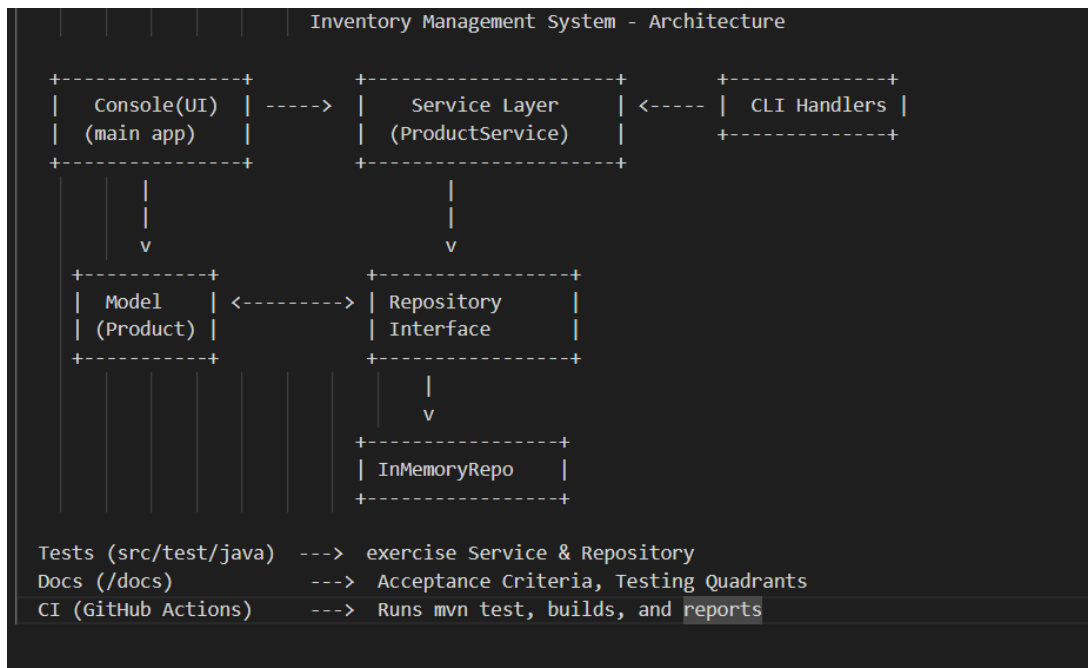 Inventory Management System - Architecture
+----------------+         +----------------------+        +--------------+
|   Console(UI)  | ----->  |    Service Layer     | <----- |  CLI Handlers |
|  (main app)    |         |  (ProductService)    |        +--------------+
+----------------+         +----------------------+
|                          |
|                          |
v                          v
+-----------+             +-----------------+
|  Model    | <---------> | Repository      |
| (Product) |             | Interface       |
+-----------+             +-----------------+
|
v
+-----------------+
| InMemoryRepo    |
+-----------------+
Tests (src/test/java)  --->  exercise Service & Repository
Docs (/docs)            --->  Acceptance Criteria, Testing Quadrants
CI (GitHub Actions)     --->  Runs mvn test, builds, and reports